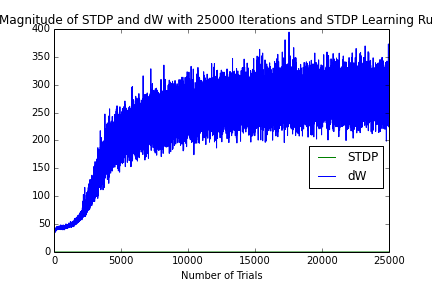 Magnitude of STDP and dW with 25000 Iterations and STDP Learning Ru
400
350
300
250
200
150
100
50
0
STDP
dW
0 5000 10000 15000 20000 25000
Number of Trials